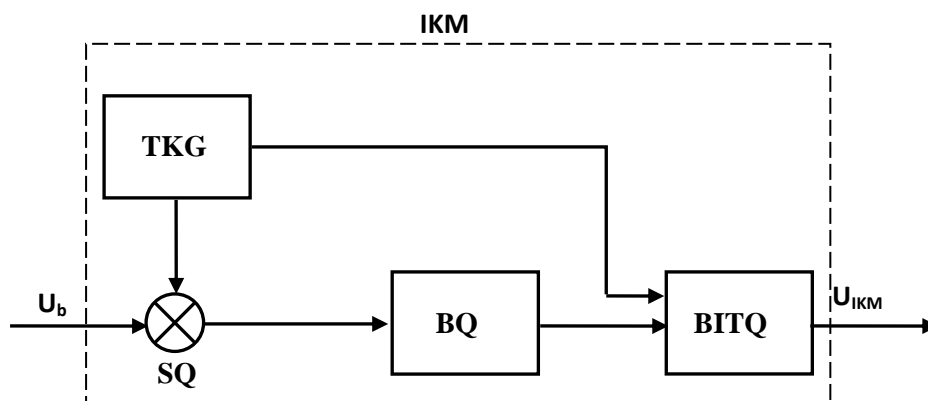 IKM
TKG
U_b
SQ
BQ
BITQ
U_IKM